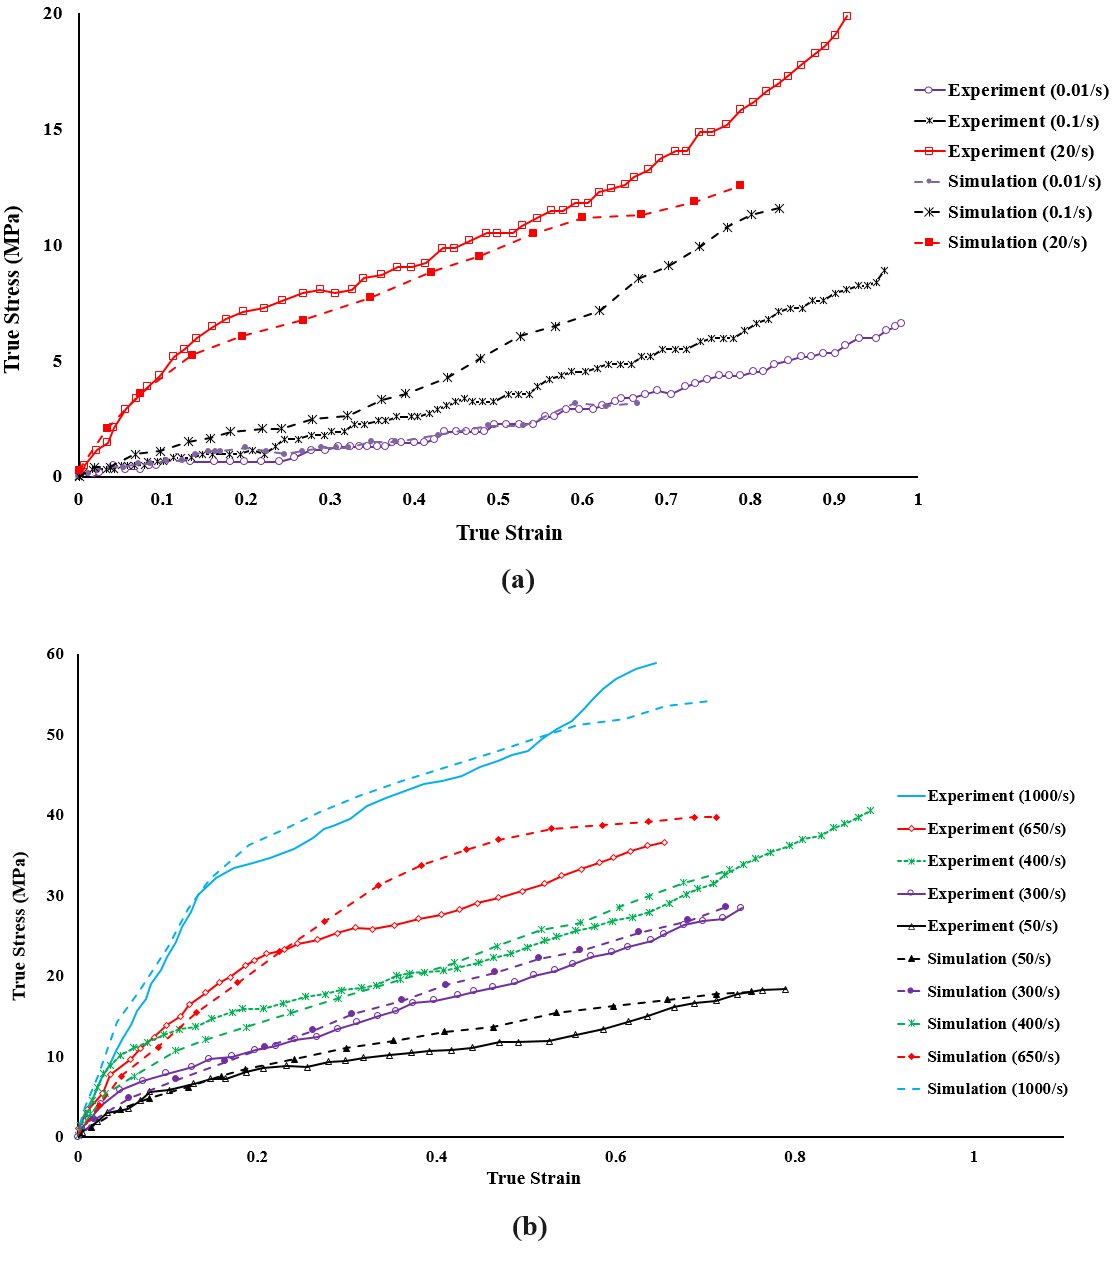 20
15
10
5
0
True Stress (MPa)
0 0.1 0.2 0.3 0.4 0.5 0.6 0.7 0.8 0.9 1
True Strain
Experiment (0.01/s)
Experiment (0.1/s)
Experiment (20/s)
Simulation (0.01/s)
Simulation (0.1/s)
Simulation (20/s)
(a)
60
50
40
30
20
10
0
True Stress (MPa)
0 0.2 0.4 0.6 0.8 1
True Strain
Experiment (1000/s)
Experiment (650/s)
Experiment (400/s)
Experiment (300/s)
Experiment (50/s)
Simulation (50/s)
Simulation (300/s)
Simulation (400/s)
Simulation (650/s)
Simulation (1000/s)
(b)